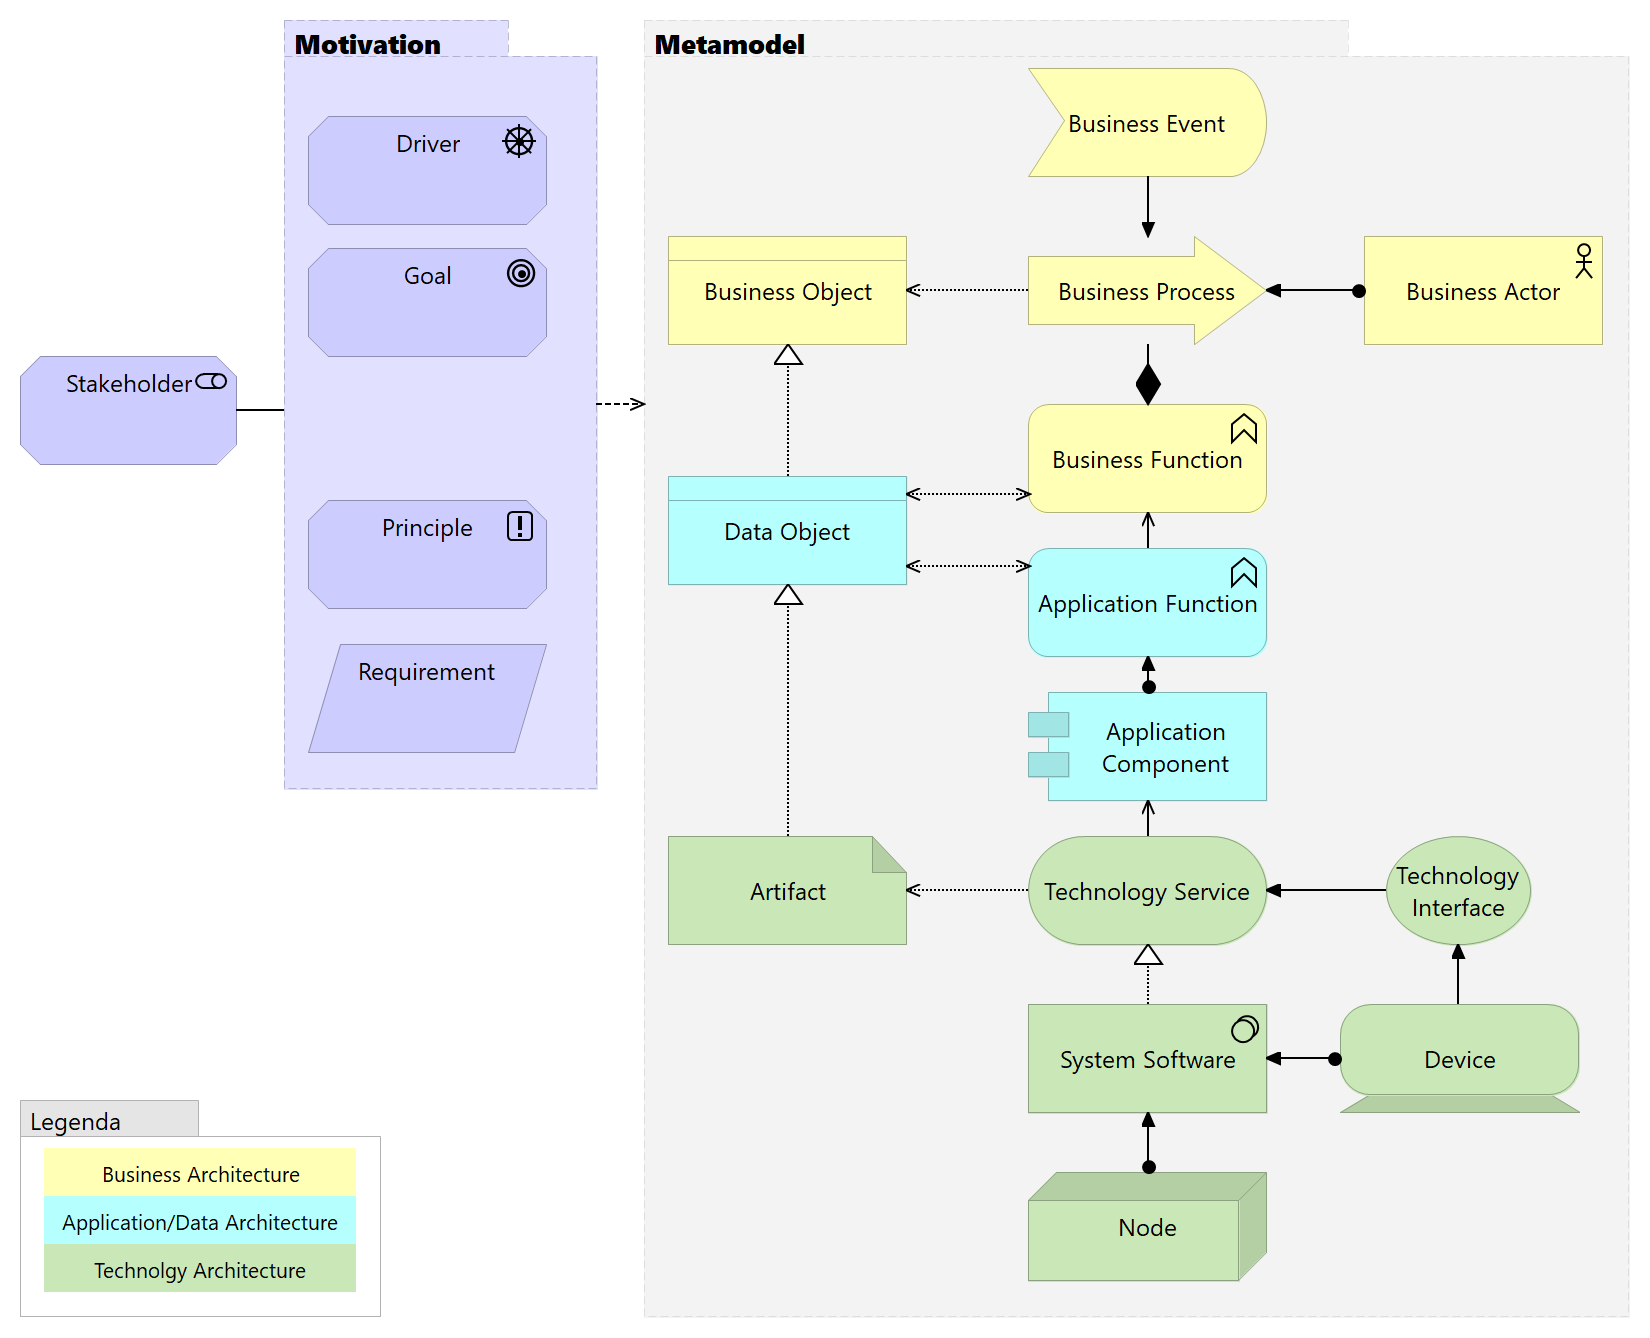 Motivation
Metamodel
Driver
Goal
Stakeholder
Principle
Requirement
Business Event
Business Object
Business Process
Business Actor
Business Function
Data Object
Application Function
Application
Component
Artifact
Technology Service
Technology
Interface
System Software
Device
Node
Legenda
Business Architecture
Application/Data Architecture
Technolgy Architecture